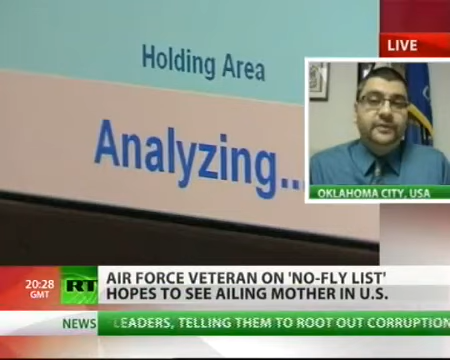 Holding Area
LIVE
Analyzing...
OKLAHOMA CITY, USA
20:28
GMT
RT
AIR FORCE VETERAN ON 'NO-FLY LIST'
HOPES TO SEE AILING MOTHER IN U.S.
NEWS
LEADERS, TELLING THEM TO ROOT OUT CORRUPTION